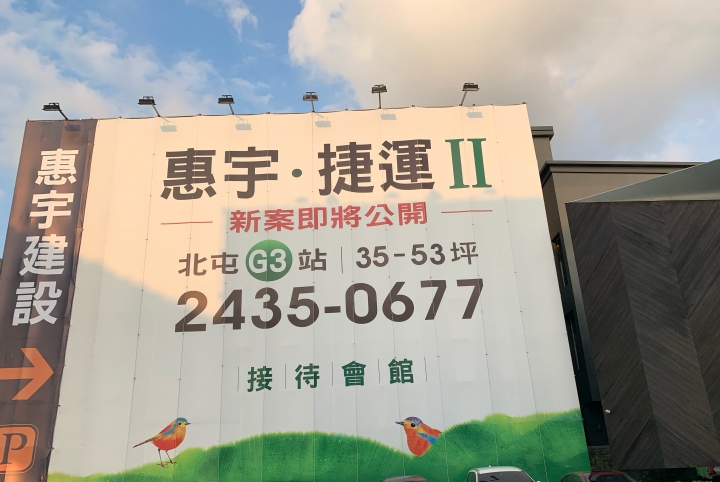 惠宇建設
P
惠宇·捷運II
新案即將公開
北屯G3站|35-53坪
2435-0677
接|待|會|館